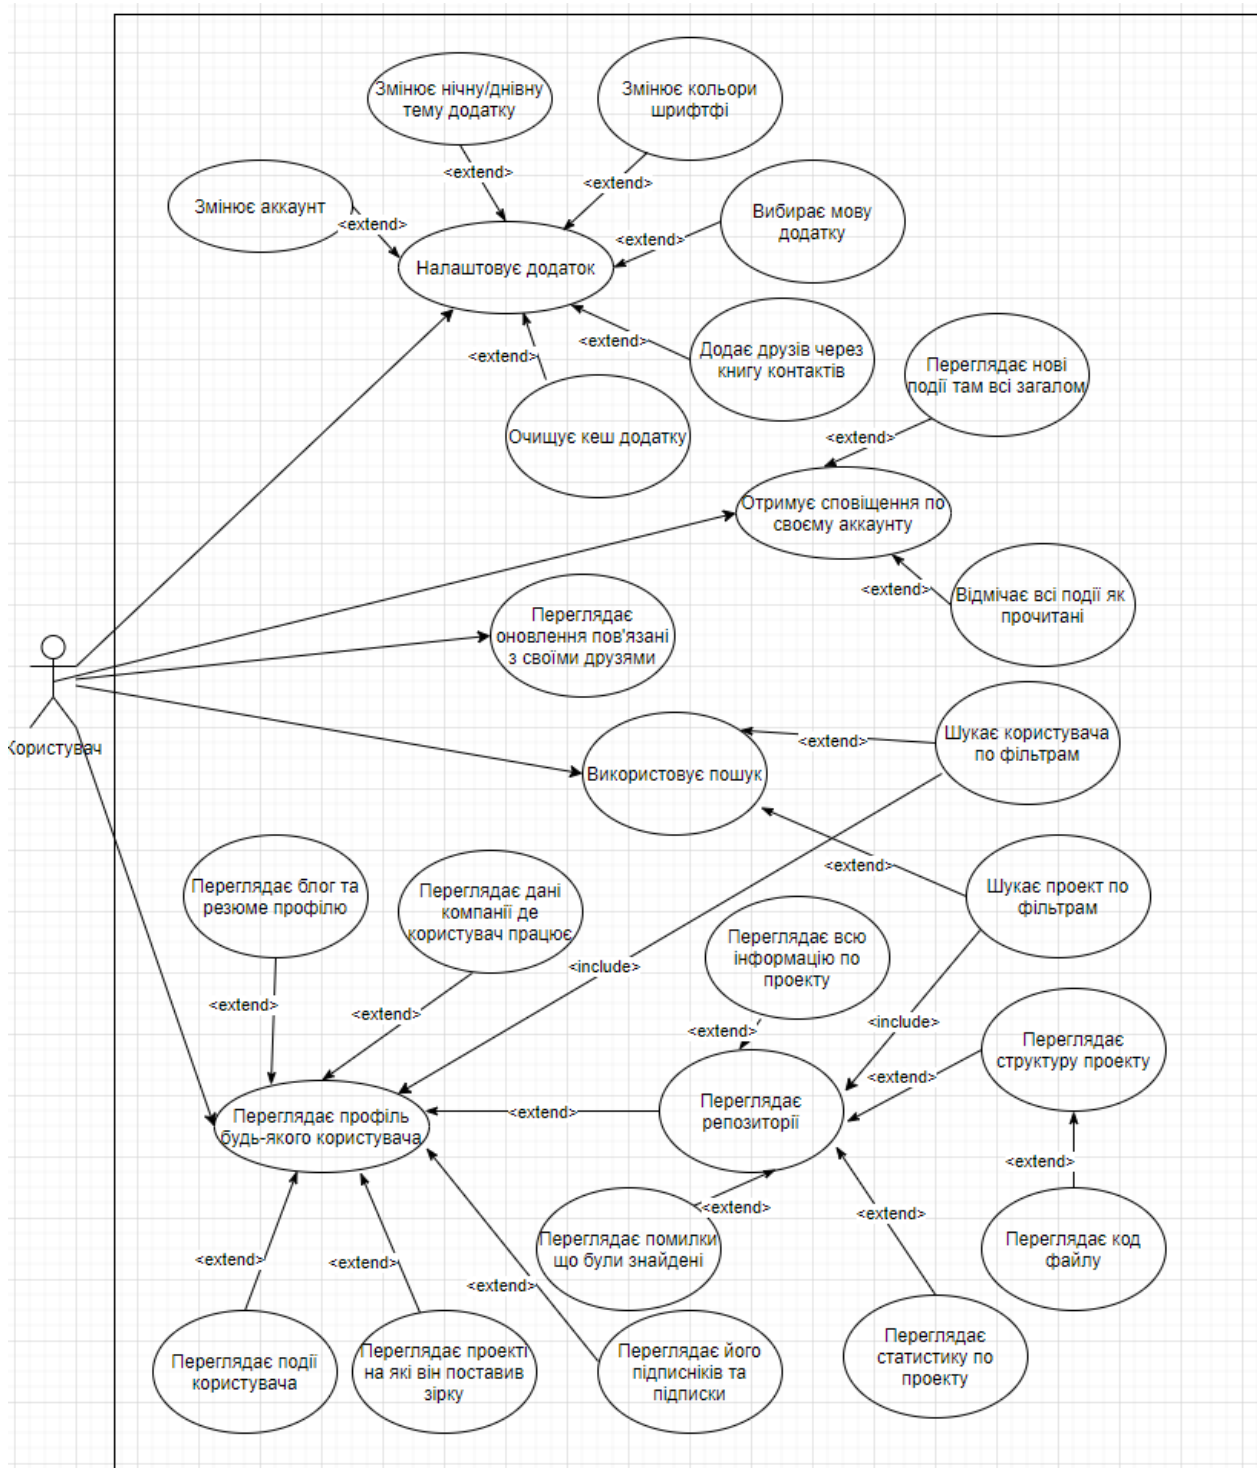 Змінює нічну/днівну
тему додатку
<extend>
Змінює кольори
шрифтфі
<extend>
Змінює аккаунт
<extend>
Вибирає мову
додатку
<extend>
Налаштовує додаток
<extend>
Додає друзів через
книгу контактів
<extend>
Очищує кеш додатку
Переглядає нові
події там всі загалом
<extend>
Отримує сповіщення по
своєму аккаунту
<extend>
Відмічає всі події як
прочитані
Переглядає
оновлення пов'язані
з своїми друзями
Користувач
Використовує пошук
<extend>
Шукає користувача
по фільтрам
<extend>
Шукає проект по
фільтрам
Переглядає блог та
резюме профілю
<extend>
Переглядає дані
компанії де
користувач працює
<extend>
<include>
Переглядає всю
інформацію по
проекту
<extend>
<include>
Переглядає
структуру проекту
<extend>
Переглядає профіль
будь-якого користувача
<extend>
Переглядає
репозиторії
<extend>
Переглядає код
файлу
<extend>
Переглядає помилки
що були знайдені
<extend>
Переглядає
статистику по
проекту
<extend>
Переглядає події
користувача
<extend>
Переглядає проекті
на які він поставив
зірку
<extend>
Переглядає його
підписніків та
підписки